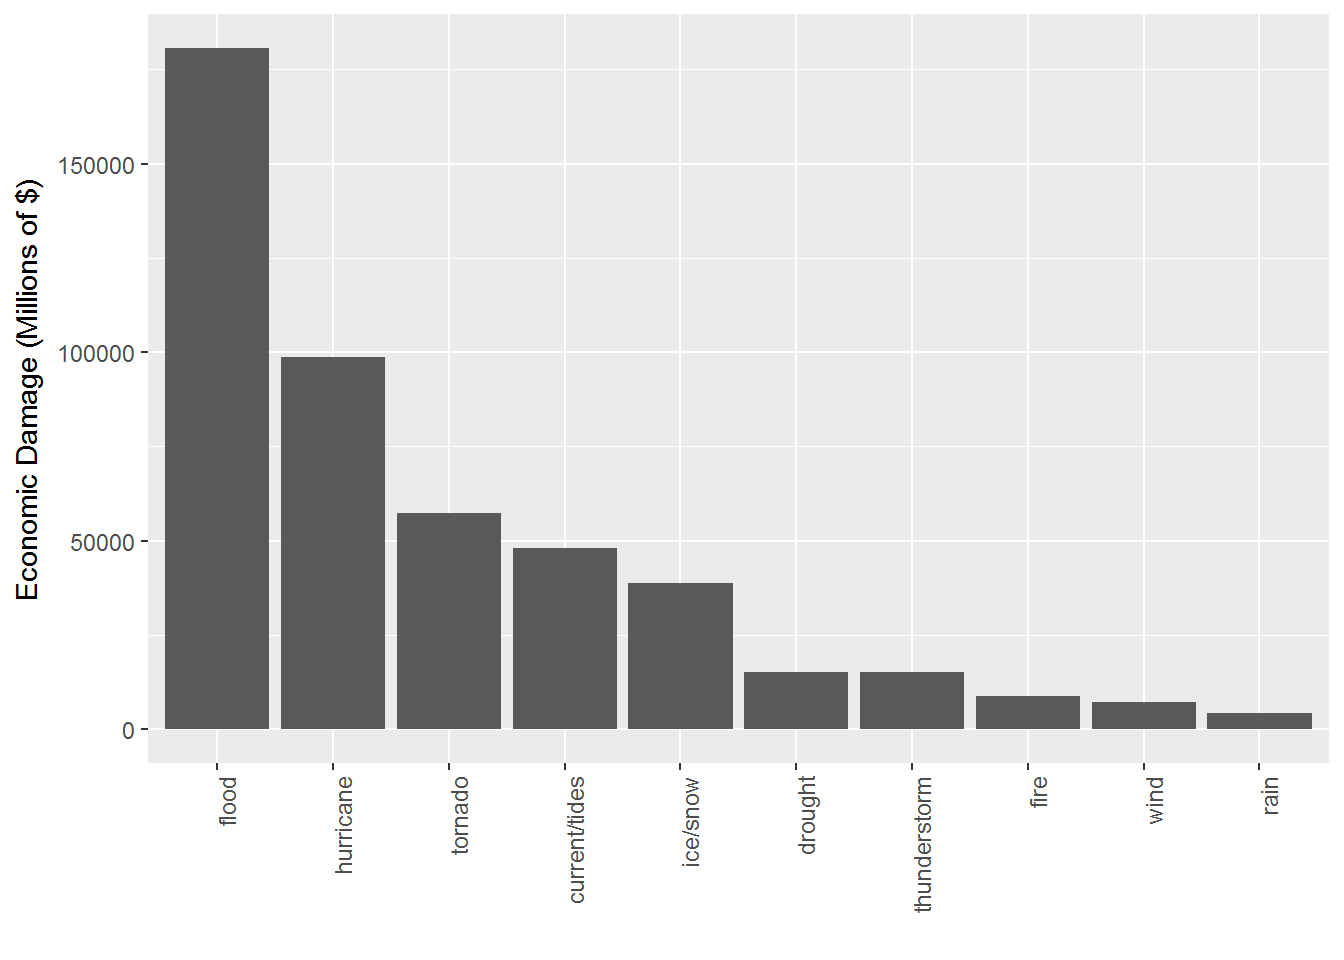 Economic Damage (Millions of $)
150000
100000
50000
0
flood
hurricane
tornado
current/tides
ice/snow
drought
thunderstorm
fire
wind
rain